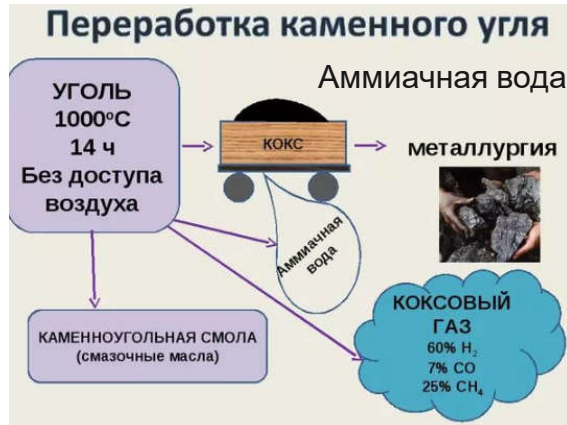 Переработка каменного угля
Аммиачная вода
УГОЛЬ
1000ºС
14 ч
Без доступа
воздуха
КОКС
металлургия
Аммиачная
вода
КАМЕННОУГОЛЬНАЯ СМОЛА
(смазочные масла)
КОКСОВЫЙ
ГАЗ
60% H₂
7% CO
25% CH₄